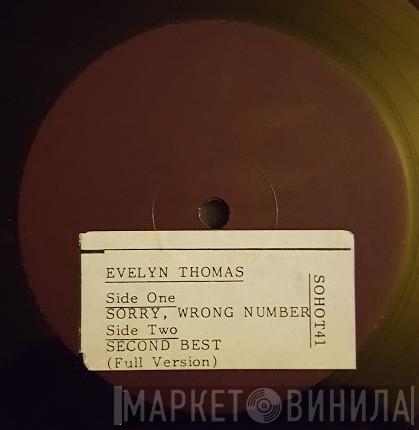 EVELYN THOMAS
Side One
SORRY, WRONG NUMBER
Side Two
SECOND BEST
(Full Version)
SOHOT41
МАРКЕТ ВИНИЛА